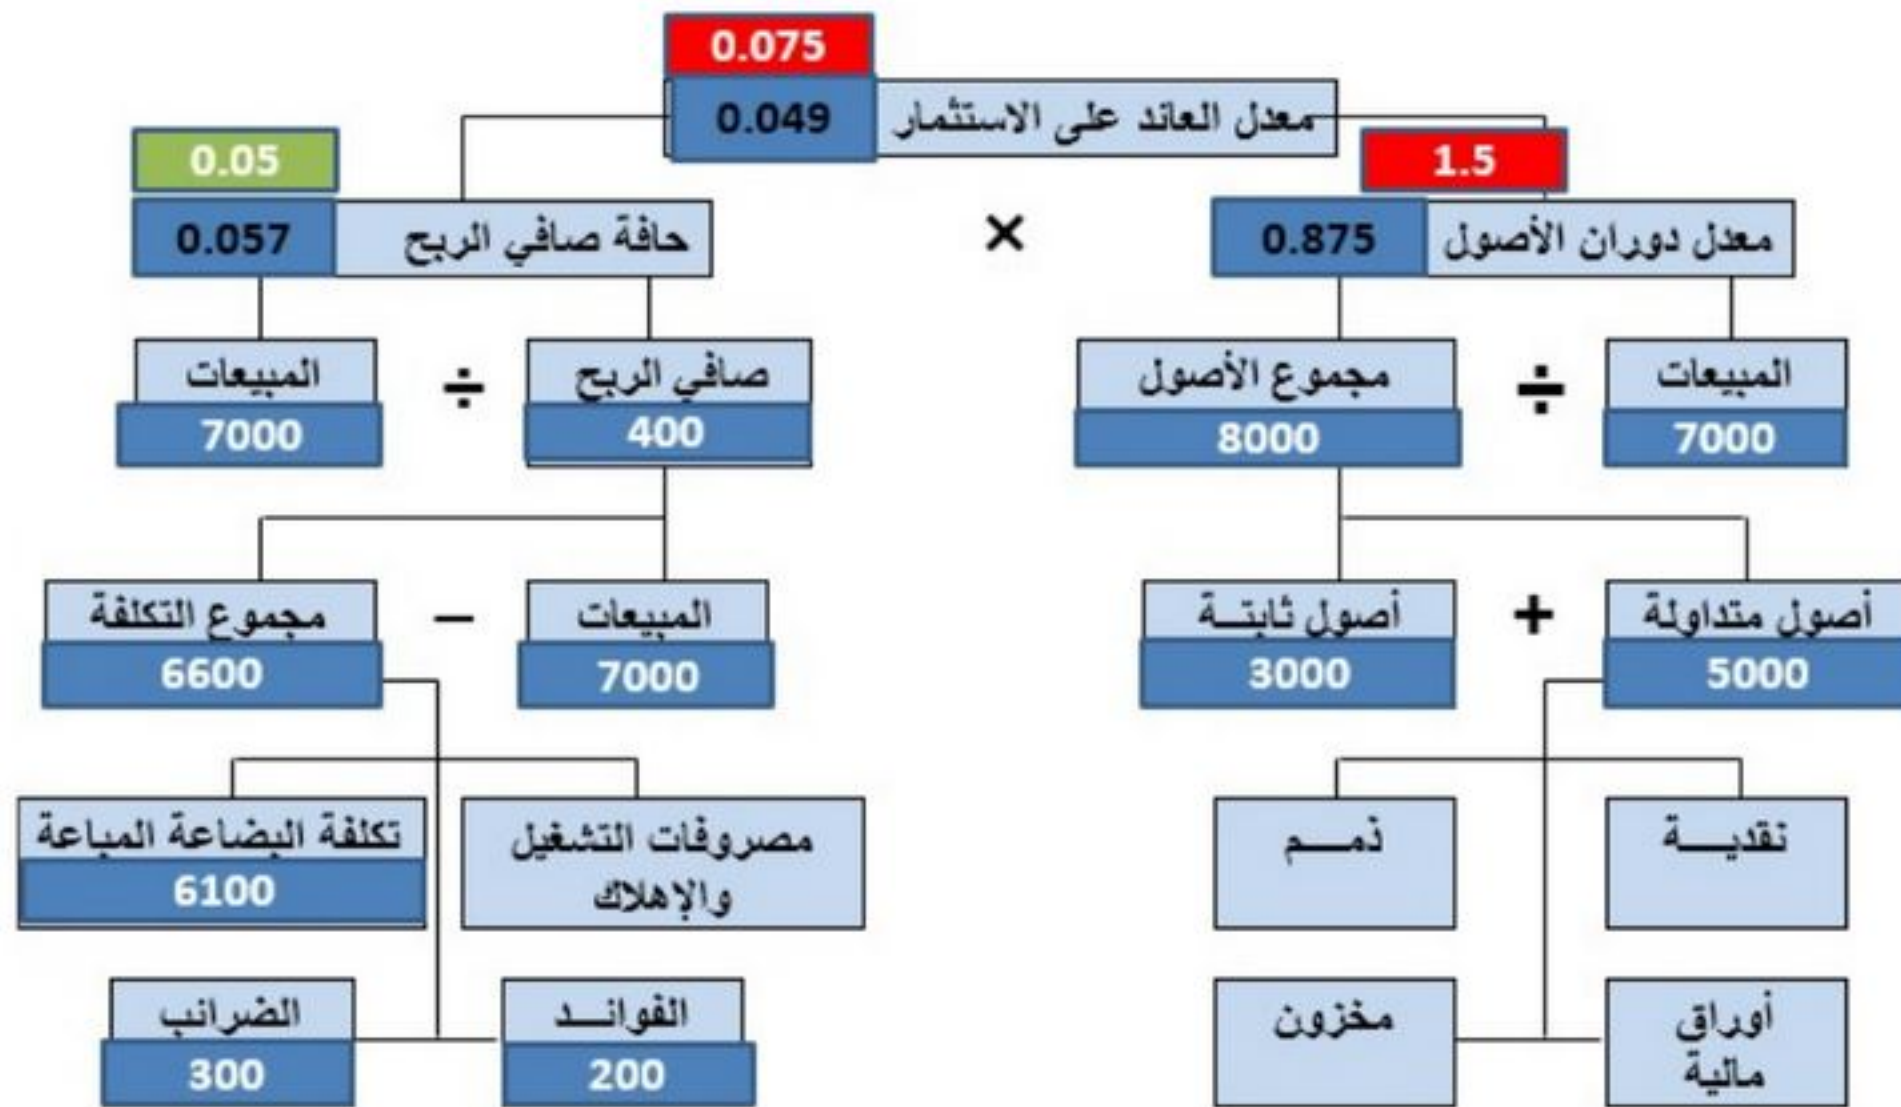 0.075
معدل العائد على الاستثمار
0.049
1.5
0.05
معدل دوران الأصول
0.875
×
حافة صافي الربح
0.057
المبيعات
÷
مجموع الأصول
صافي الربح
÷
المبيعات
7000
8000
400
7000
أصول متداولة
+
أصول ثابتـة
المبيعات
–
مجموع التكلفة
5000
3000
7000
6600
نقديـــة
ذمـــم
مصروفات التشغيل
والإهلاك
تكلفة البضاعة المباعة
6100
أوراق
مالية
مخزون
الفوائـــد
200
الضرائب
300